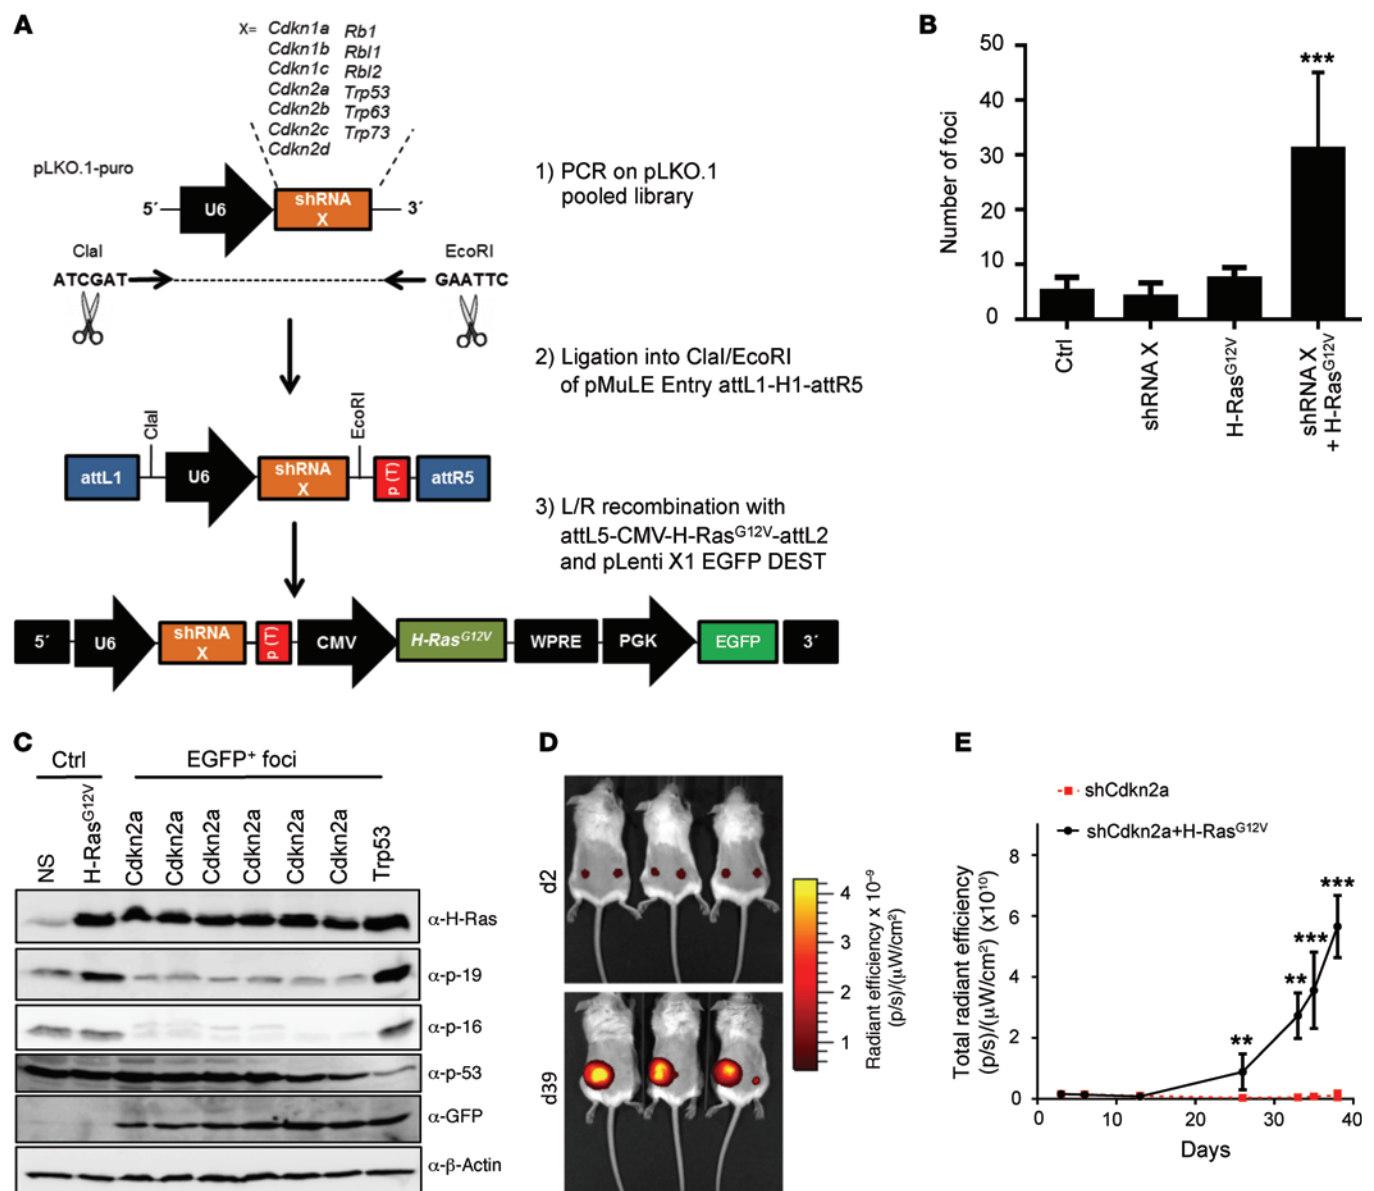 A
X= Cdkn1a Rb1
Cdkn1b Rbl1
Cdkn1c Rbl2
Cdkn2a Trp53
Cdkn2b Trp63
Cdkn2c Trp73
Cdkn2d
pLKO.1-puro
5´ U6 shRNA X 3´
ClaI EcoRI
ATCGAT GAATTC
1) PCR on pLKO.1
pooled library
2) Ligation into ClaI/EcoRI
of pMuLE Entry attL1-H1-attR5
ClaI EcoRI
attL1 U6 shRNA X p (T) attR5
3) L/R recombination with
attL5-CMV-H-RasG12V-attL2
and pLenti X1 EGFP DEST
5´ U6 shRNA X p (T) CMV H-RasG12V WPRE PGK EGFP 3´
B
Number of foci
50
40
30
20
10
0
***
Ctrl
shRNA X
H-RasG12V
shRNA X
+ H-RasG12V
C
Ctrl EGFP+ foci
NS
H-RasG12V
Cdkn2a
Cdkn2a
Cdkn2a
Cdkn2a
Cdkn2a
Cdkn2a
Trp53
α-H-Ras
α-p-19
α-p-16
α-p-53
α-GFP
α-β-Actin
D
d2
d39
4
3
2
1
Radiant efficiency x 10⁻⁹
(p/s)/(µW/cm²)
E
shCdkn2a
shCdkn2a+H-RasG12V
Total radiant efficiency
(p/s)/(µW/cm²) (x10¹⁰)
8
6
4
2
0
** ** *** ***
0 10 20 30 40
Days